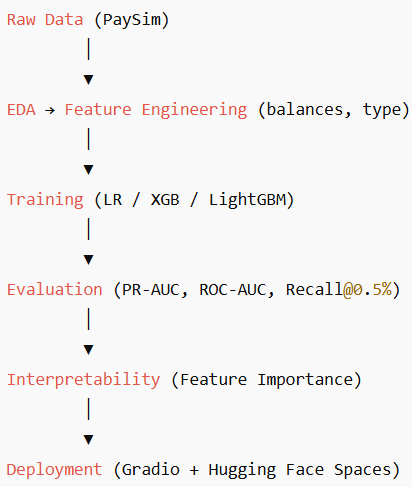 Raw Data (PaySim)
│
▼
EDA → Feature Engineering (balances, type)
│
▼
Training (LR / XGB / LightGBM)
│
▼
Evaluation (PR-AUC, ROC-AUC, Recall@0.5%)
│
▼
Interpretability (Feature Importance)
│
▼
Deployment (Gradio + Hugging Face Spaces)